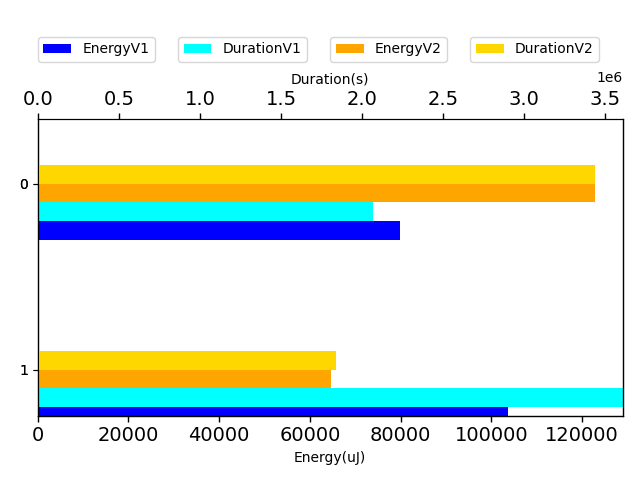 EnergyV1 DurationV1 EnergyV2 DurationV2
Duration(s)
1e6
0.0 0.5 1.0 1.5 2.0 2.5 3.0 3.5
0
1
0 20000 40000 60000 80000 100000 120000
Energy(uJ)